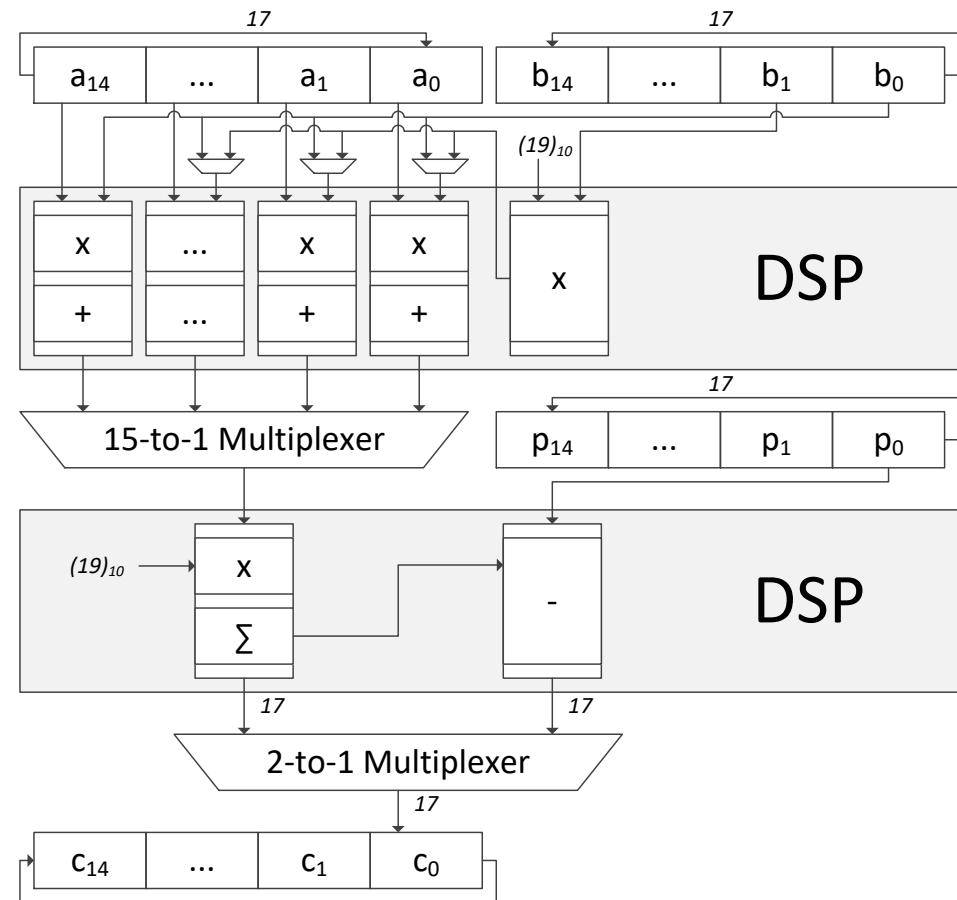 17 17
a₁₄ ... a₁ a₀ b₁₄ ... b₁ b₀
(19)₁₀
x ... x x x DSP
+ ... + +
17
15-to-1 Multiplexer p₁₄ ... p₁ p₀
(19)₁₀ x - DSP
∑
17 17
2-to-1 Multiplexer
17
c₁₄ ... c₁ c₀